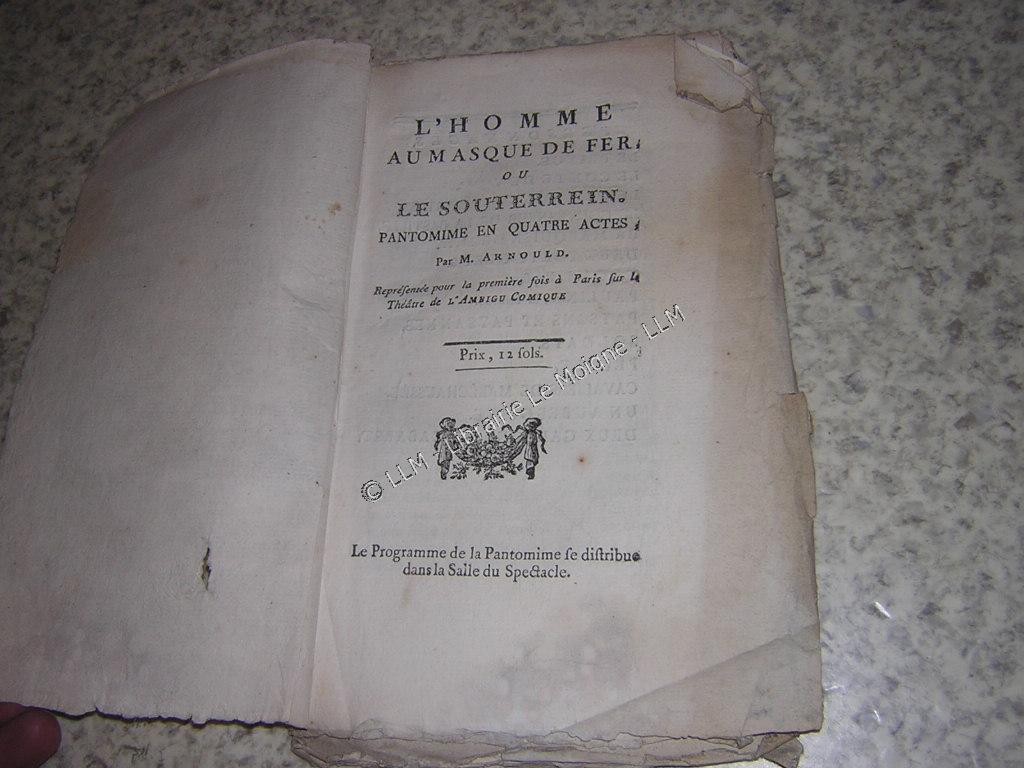 L'HOMME
AU MASQUE DE FER,
OU
LE SOUTERREIN.
PANTOMIME EN QUATRE ACTES,
Par M. ARNOULD.
Repréſentée pour la première fois à Paris ſur l
Théâtre de L'AMBIGU COMIQUE
Prix, 12 ſols.
© LLM - Librairie Le Moigne - LLM
Le Programme de la Pantomime ſe diſtribue
dans la Salle du Spectacle.